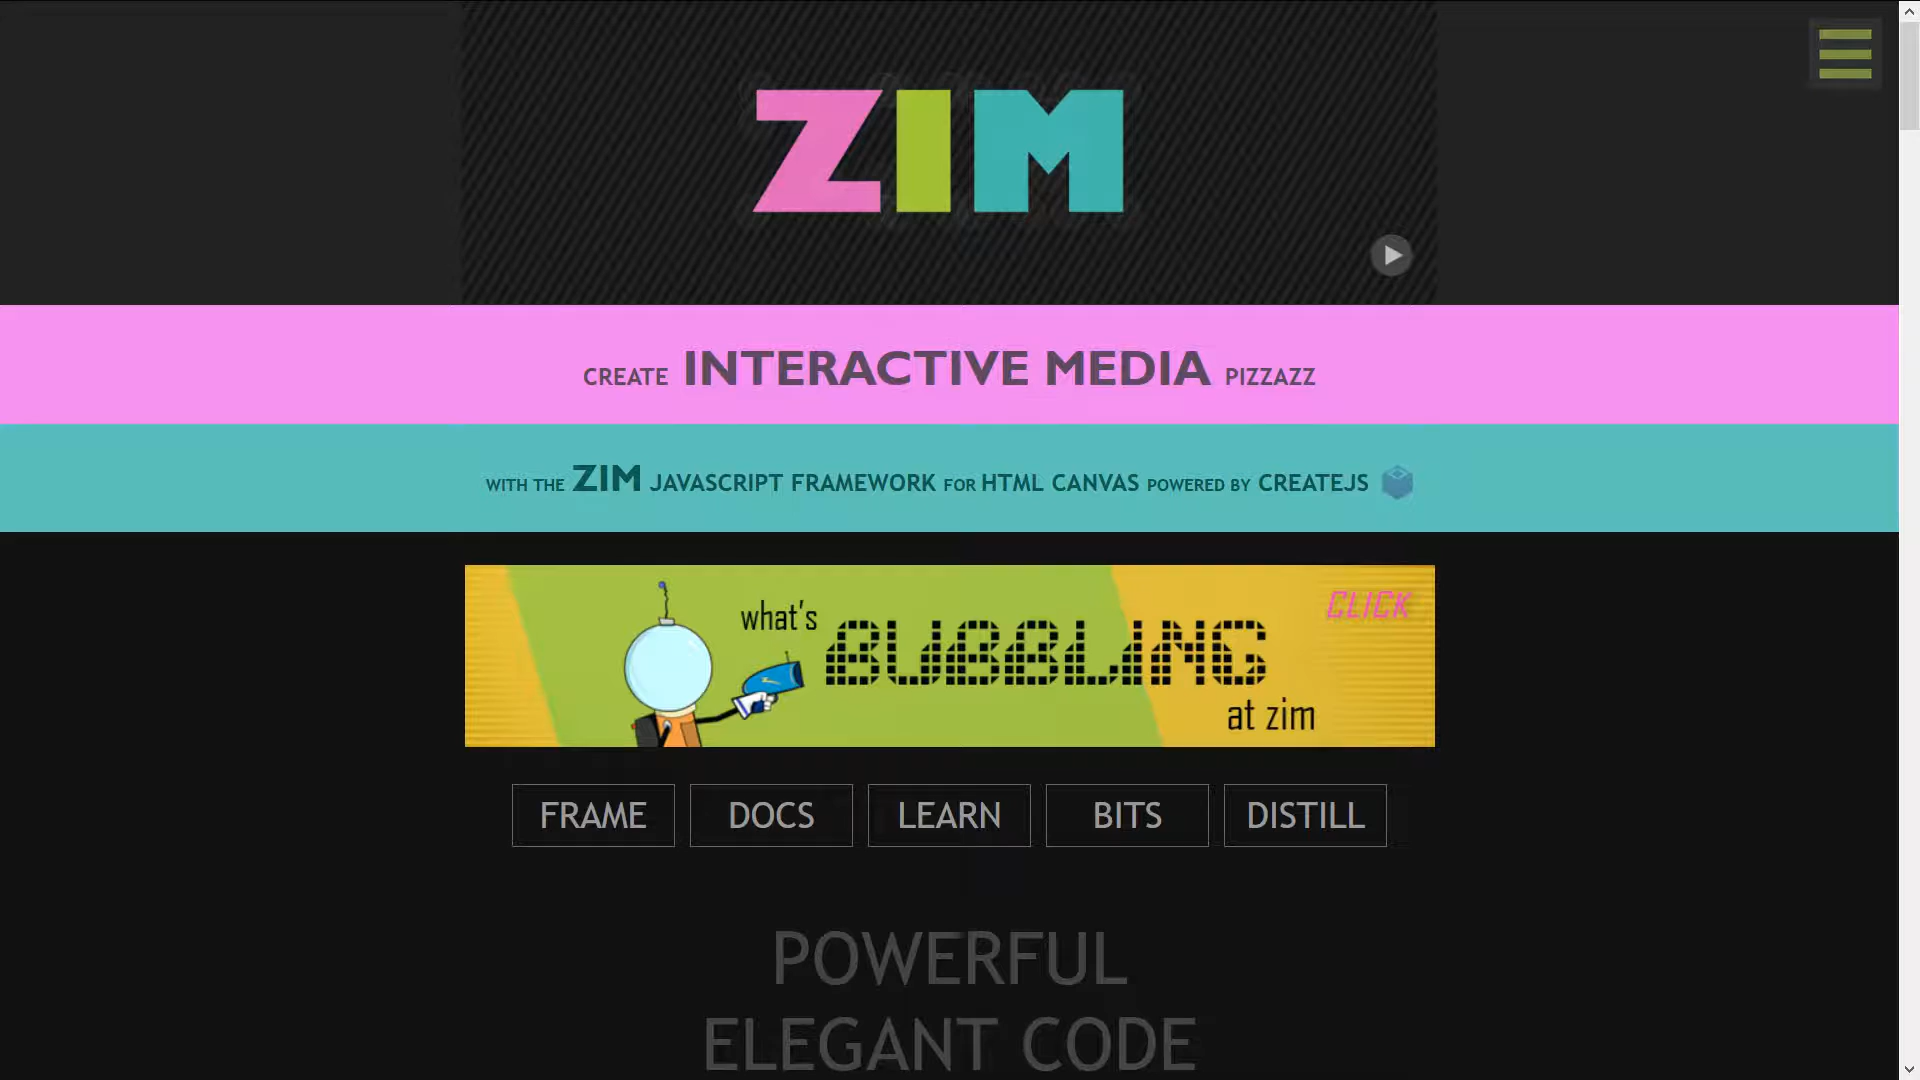 ZIM
CREATE INTERACTIVE MEDIA PIZZAZZ
WITH THE ZIM JAVASCRIPT FRAMEWORK FOR HTML CANVAS POWERED BY CREATEJS
CLICK
what's BUBBLING
at zim
FRAME DOCS LEARN BITS DISTILL
POWERFUL
ELEGANT CODE